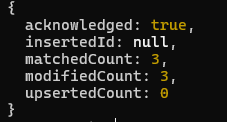 {
  acknowledged: true,
  insertedId: null,
  matchedCount: 3,
  modifiedCount: 3,
  upsertedCount: 0
}